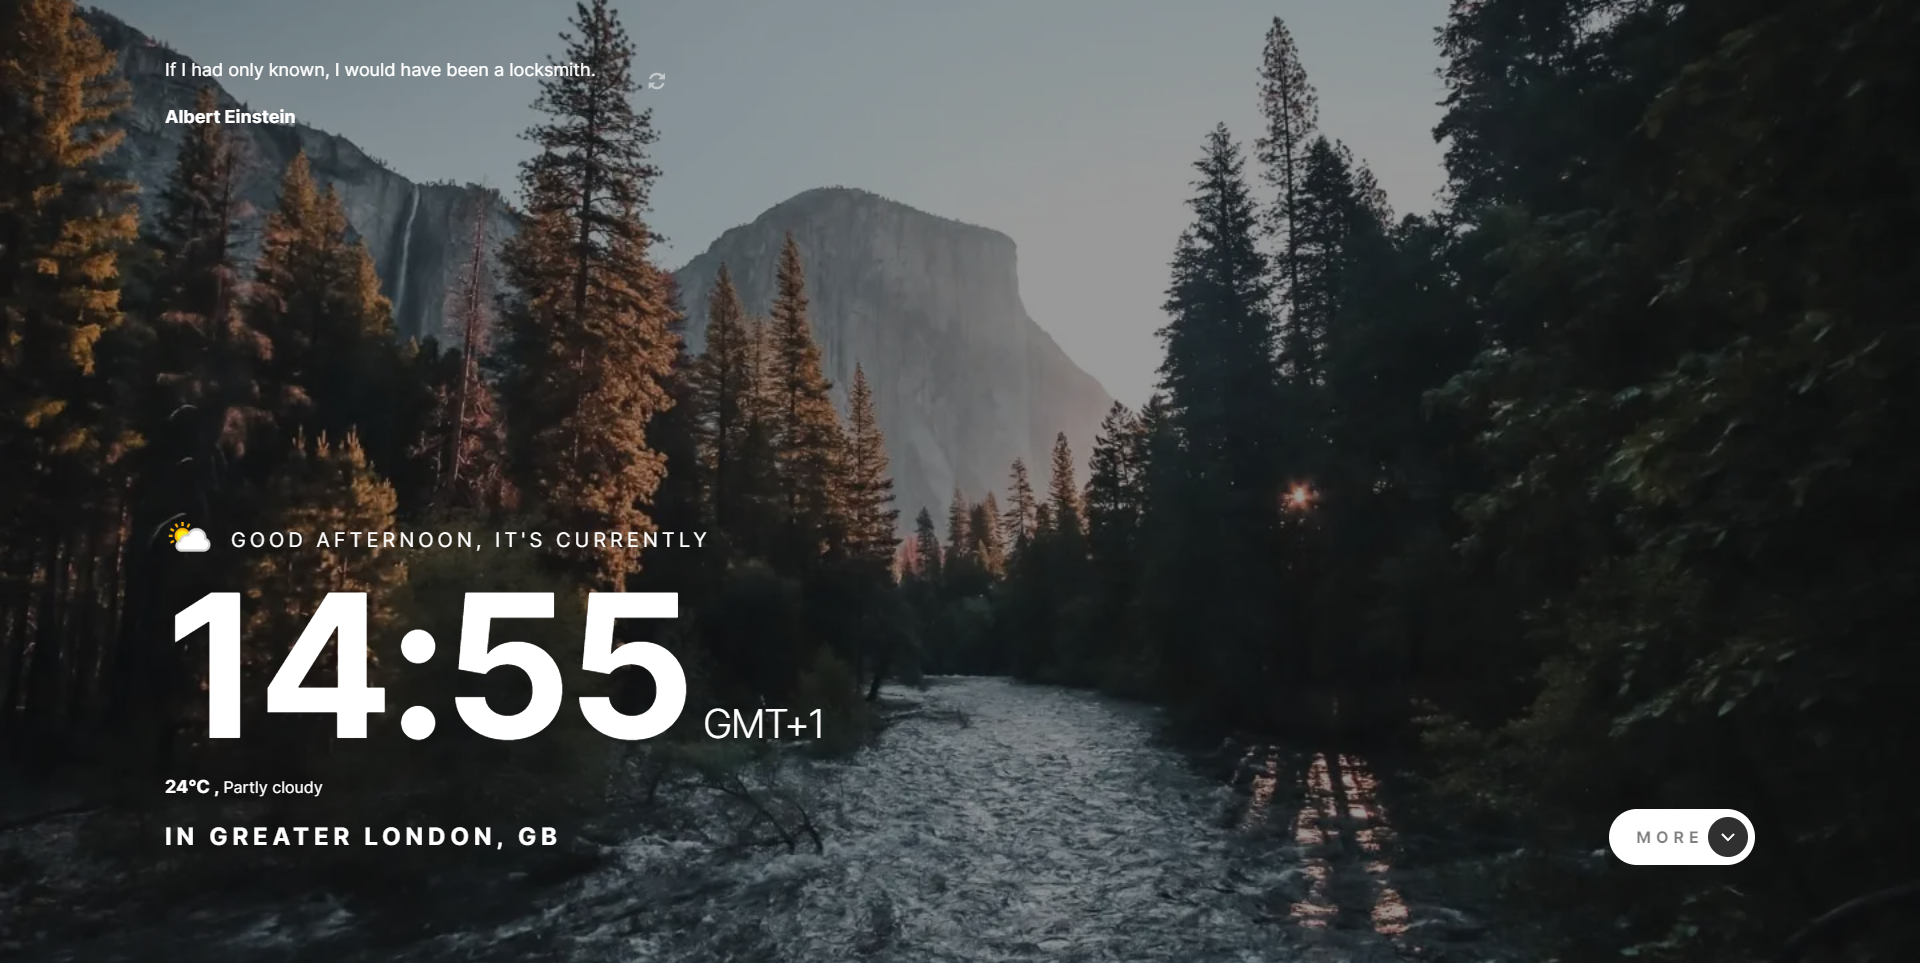 If I had only known, I would have been a locksmith.
Albert Einstein
GOOD AFTERNOON, IT'S CURRENTLY
14:55 GMT+1
24°C , Partly cloudy
IN GREATER LONDON, GB
MORE